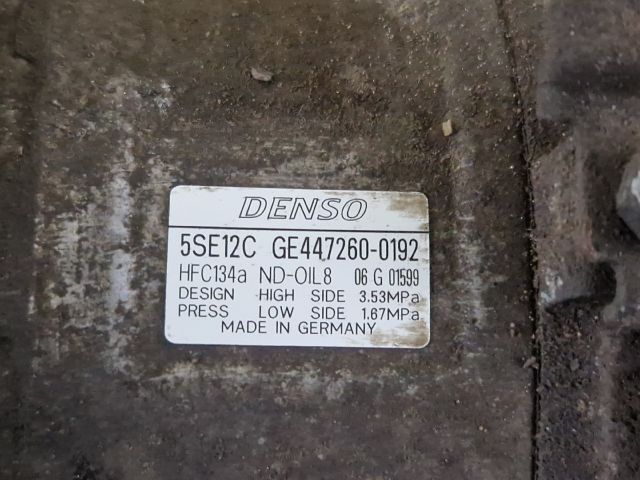 DENSO
5SE12C GE447260-0192
HFC134a ND-OIL8 06 G 01599
DESIGN HIGH SIDE 3.53MPa
PRESS LOW SIDE 1.67MPa
MADE IN GERMANY